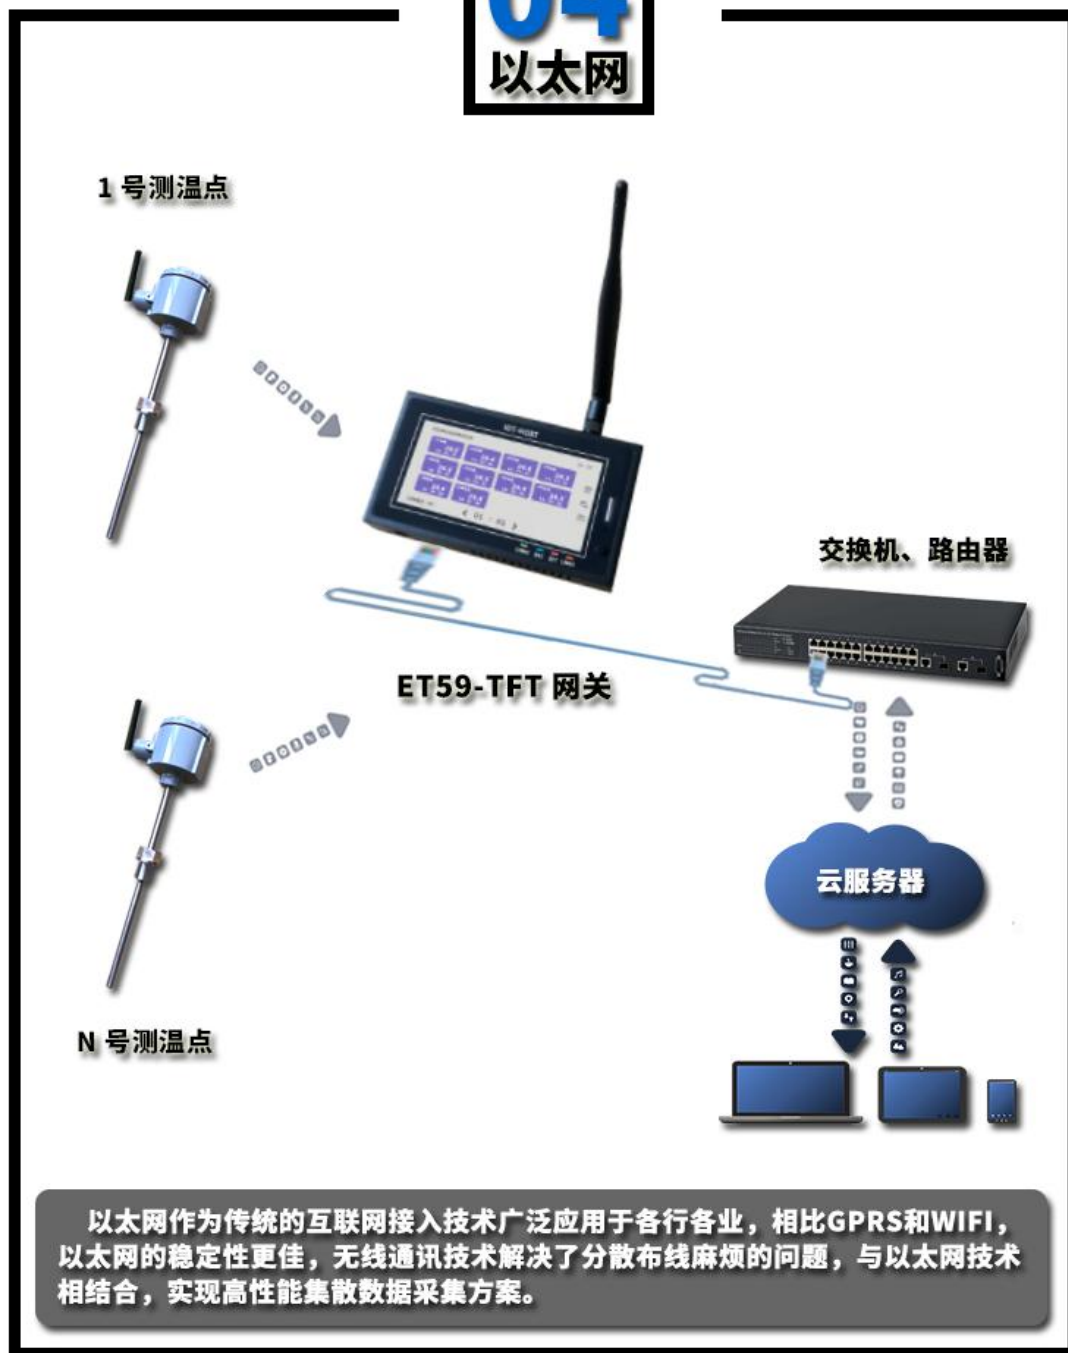 04
以太网
1 号测温点
交换机、路由器
ET59-TFT 网关
云服务器
N 号测温点
以太网作为传统的互联网接入技术广泛应用于各行各业，相比GPRS和WIFI，
以太网的稳定性更佳，无线通讯技术解决了分散布线麻烦的问题，与以太网技术
相结合，实现高性能集散数据采集方案。